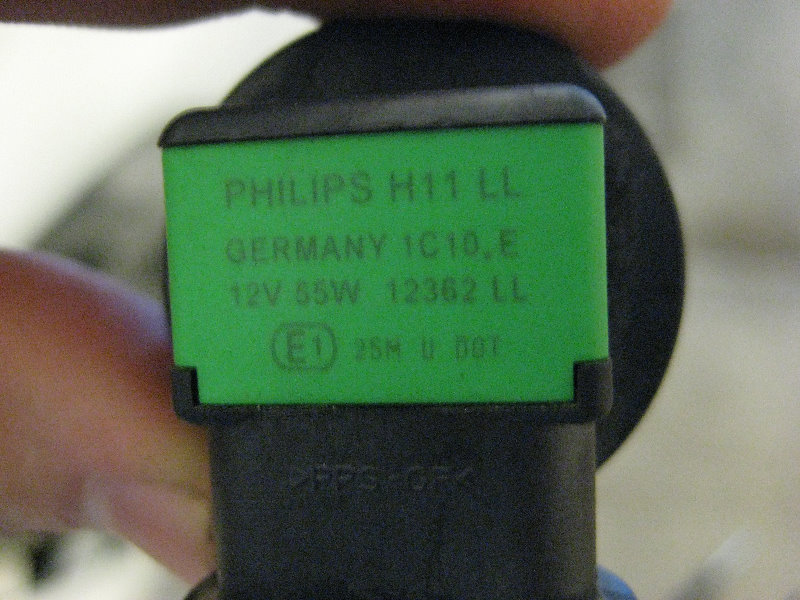 PHILIPS H11 LL
GERMANY 1C10.E
12V 55W 12362 LL
E1 25M U DOT